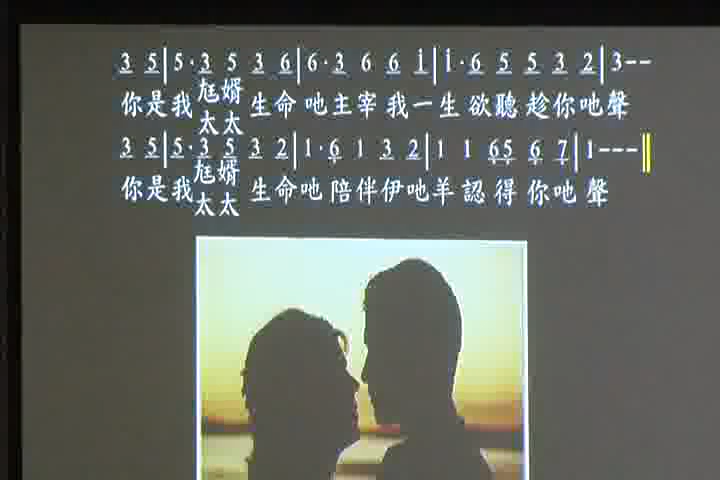 3 5|5·3 5 3 6|6·3 6 6 i|i·6 5 5 3 2|3--
你是我尪婿生命吔主宰我一生欲聽趁你吔聲
太太
3 5|5·3 5 3 2|1·6 1 3 2|1 1 65 6 7|1---‖
你是我尪婿生命吔陪伴伊吔羊認得你吔聲
太太